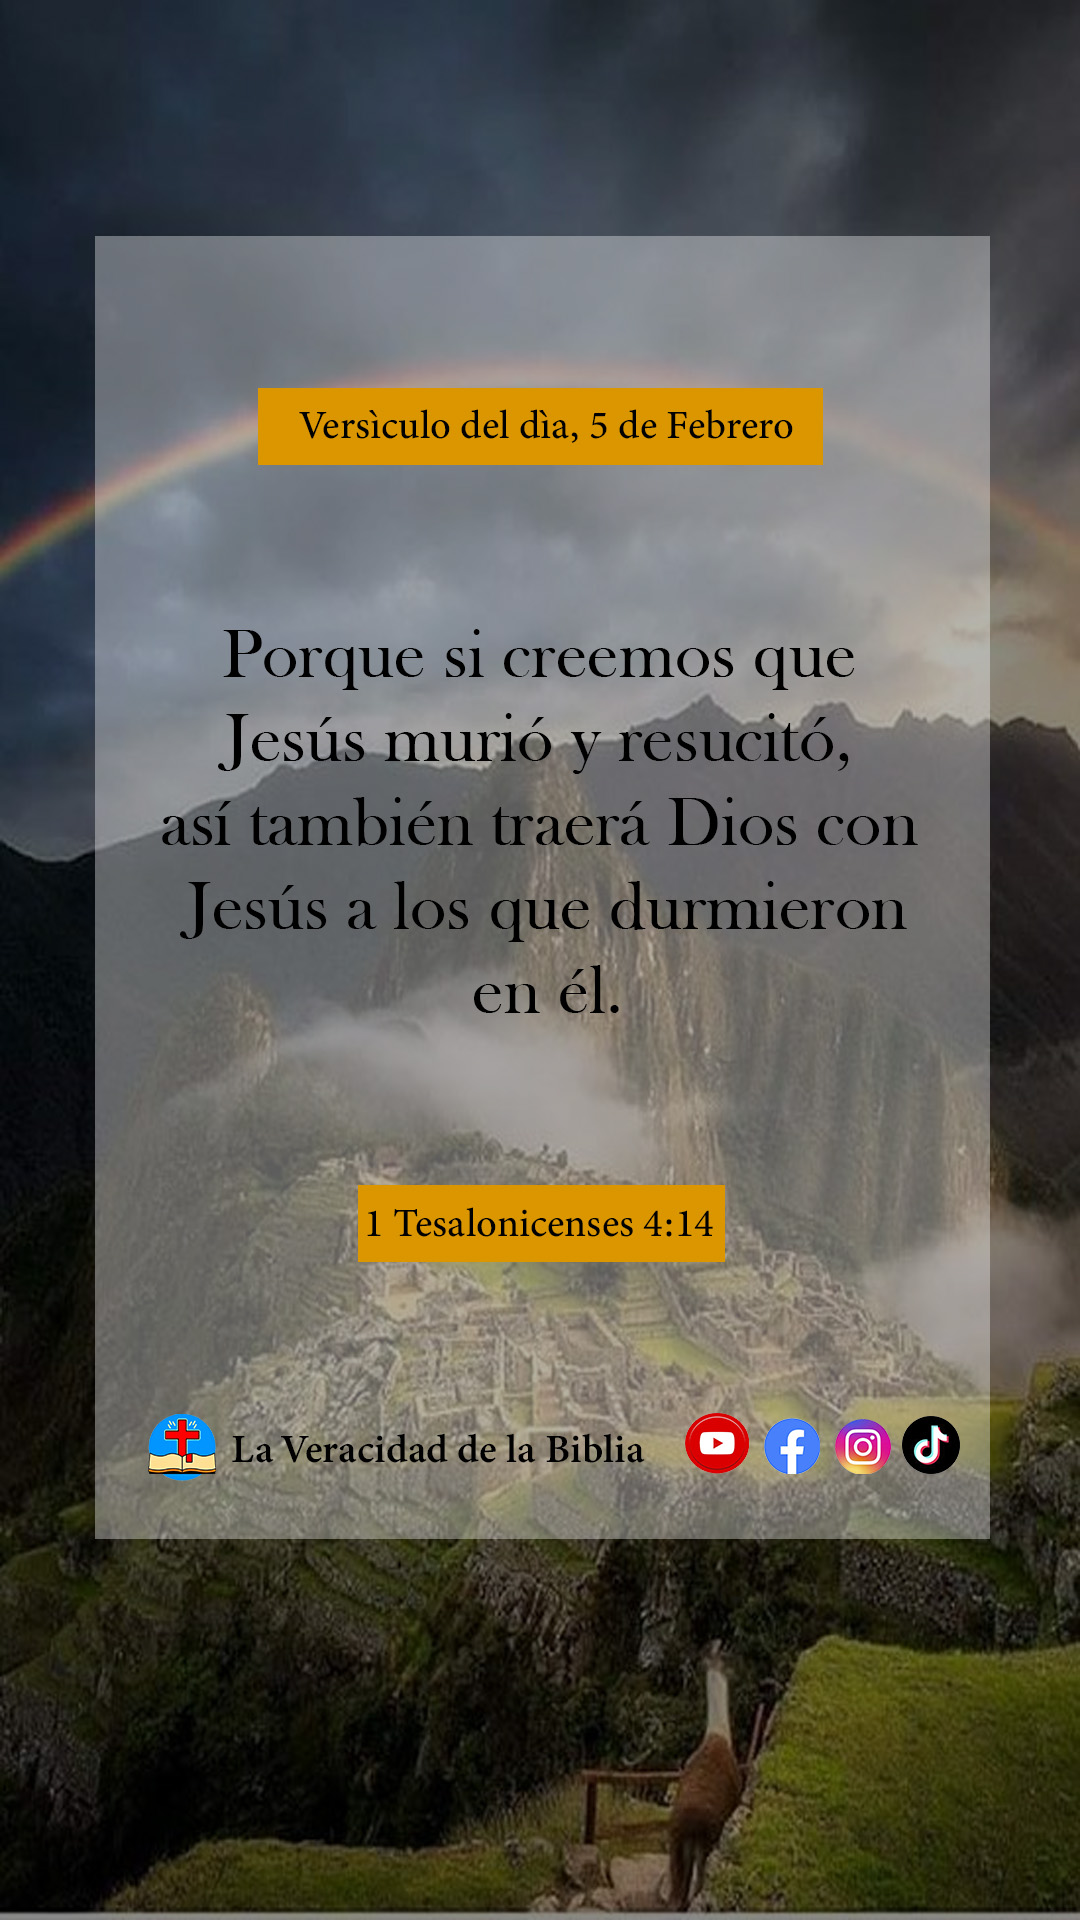 Versìculo del dìa, 5 de Febrero
Porque si creemos que
Jesús murió y resucitó,
así también traerá Dios con
Jesús a los que durmieron
en él.
1 Tesalonicenses 4:14
La Veracidad de la Biblia